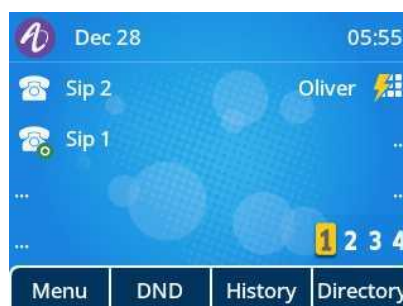 Dec 28 05:55
Sip 2 Oliver
Sip 1 ..
... ...
... 1 2 3 4
Menu DND History Directory